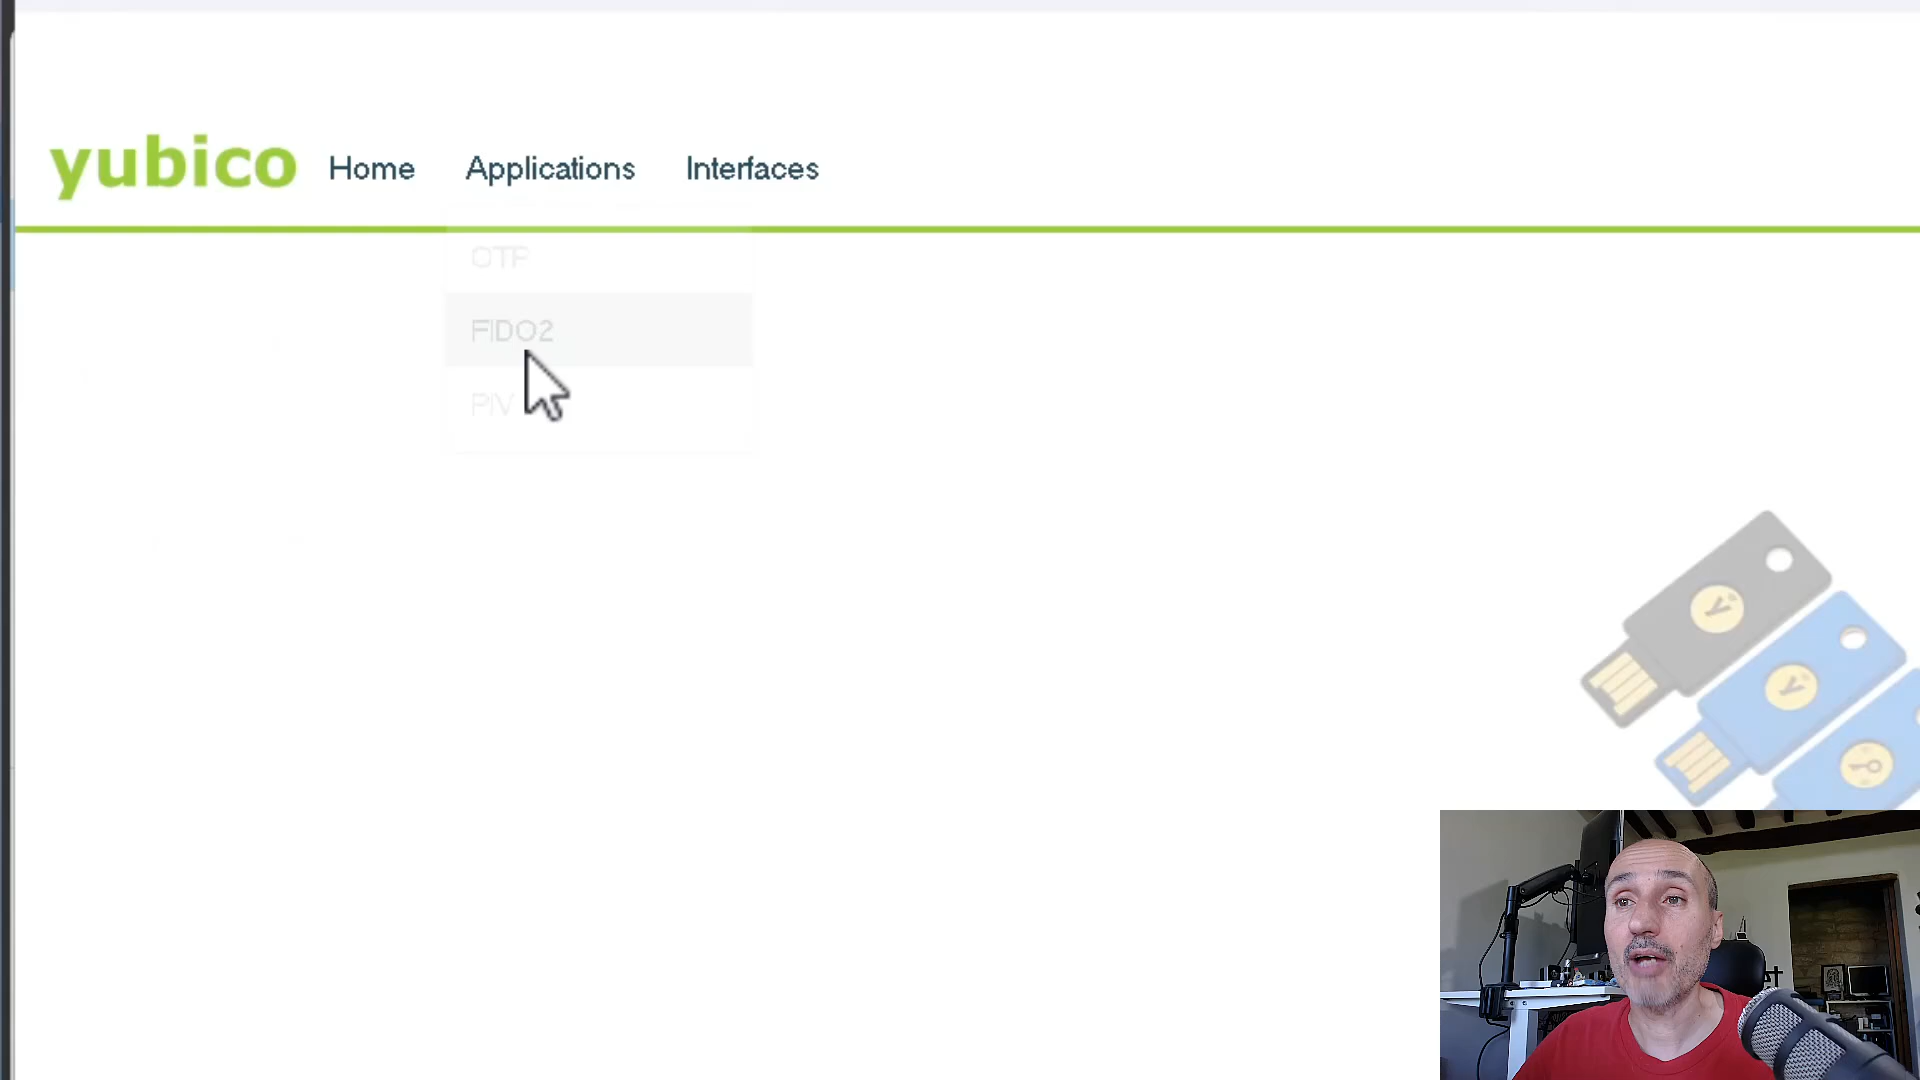 yubico Home Applications Interfaces
OTP
FIDO2
PIV
y
y